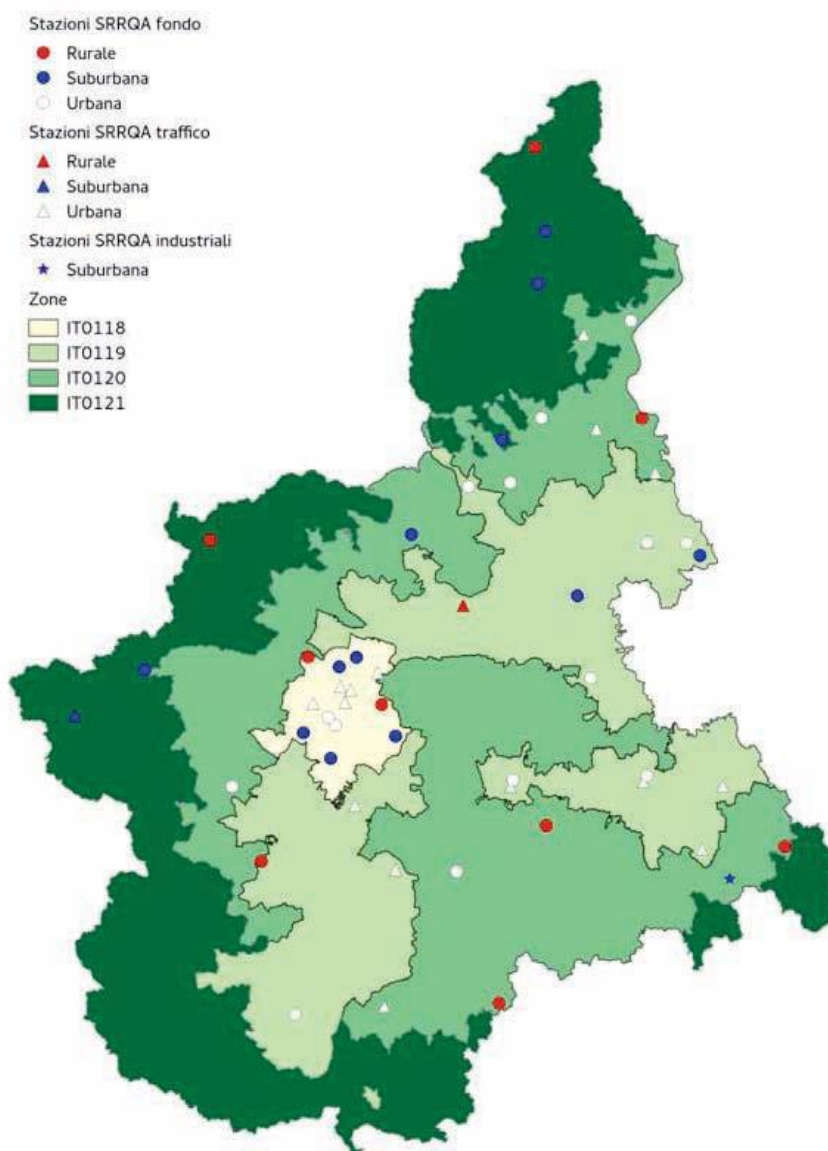 Stazioni SRRQA fondo
Rurale
Suburbana
Urbana
Stazioni SRRQA traffico
Rurale
Suburbana
Urbana
Stazioni SRRQA industriali
Suburbana
Zone
IT0118
IT0119
IT0120
IT0121